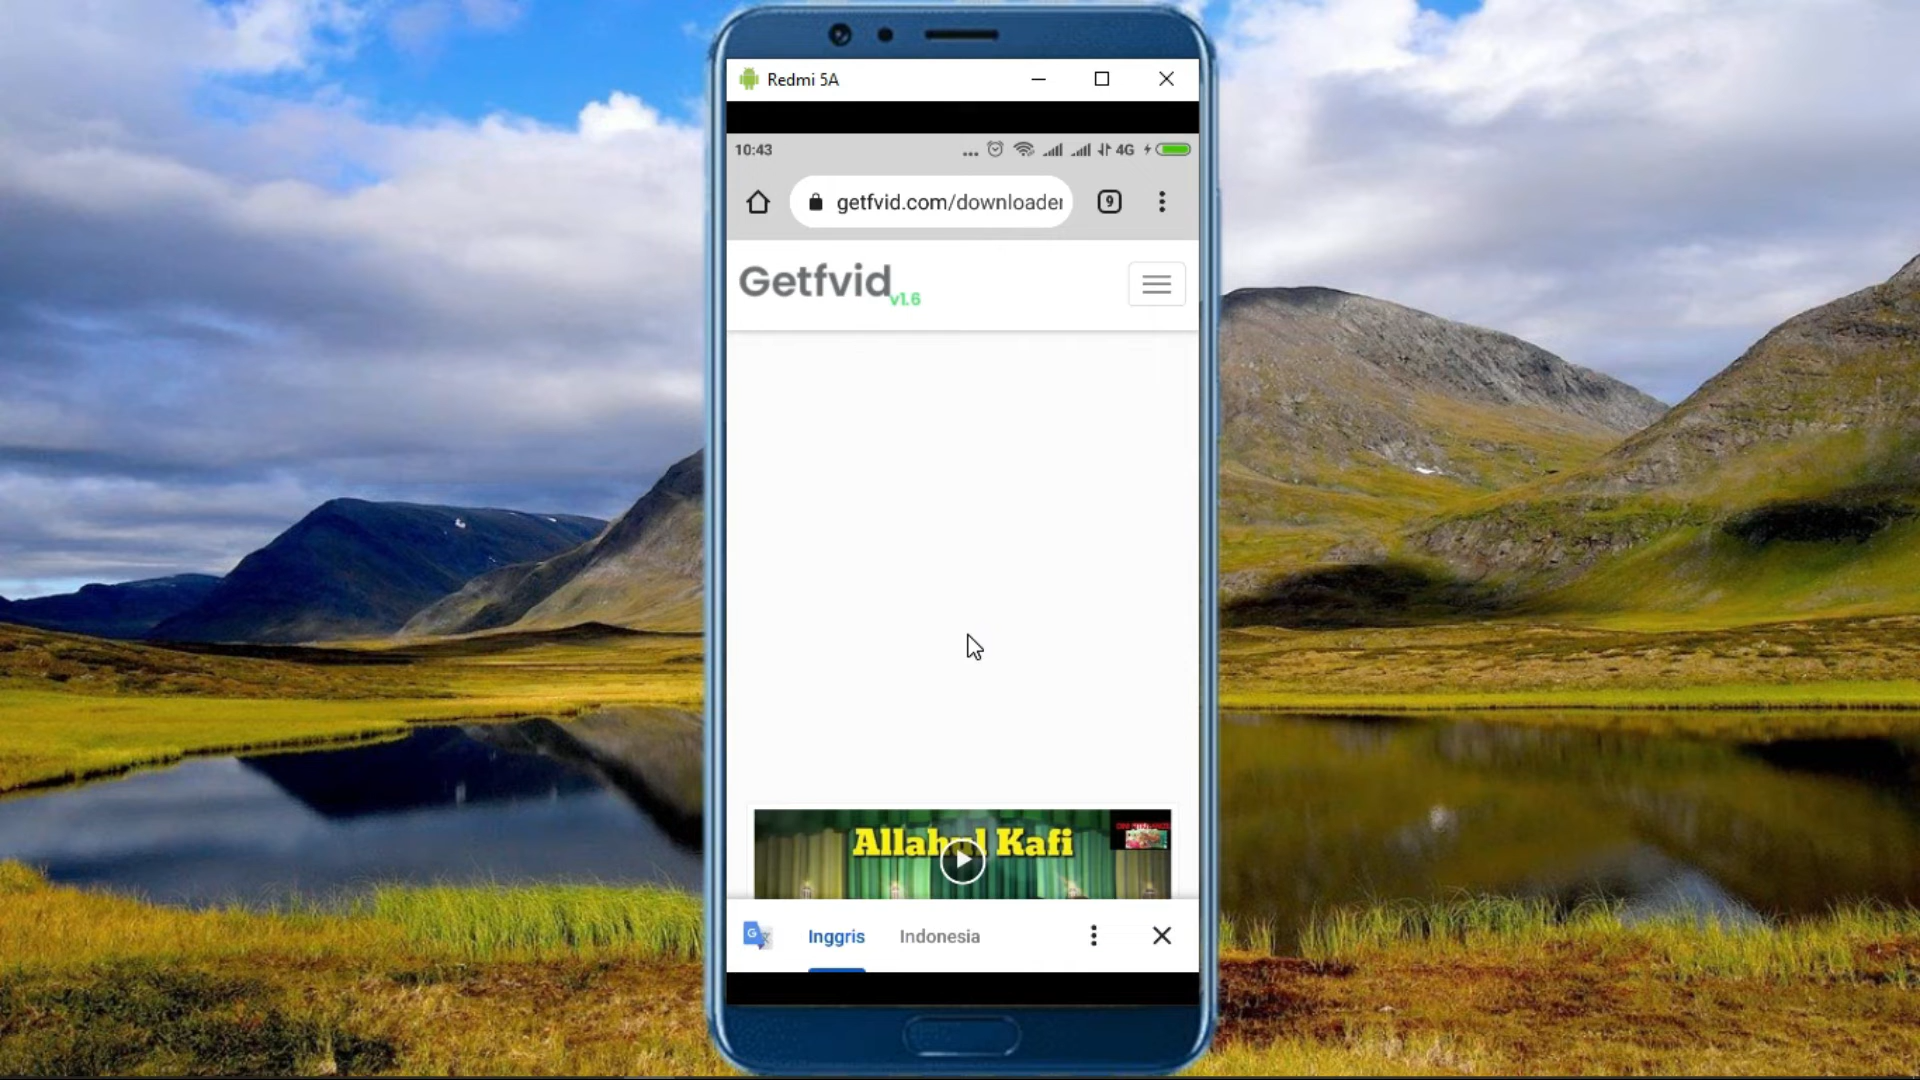 Redmi 5A
10:43
4G
getfvid.com/downloader
9
Getfvid
v1.6
Allahul Kafi
Inggris
Indonesia